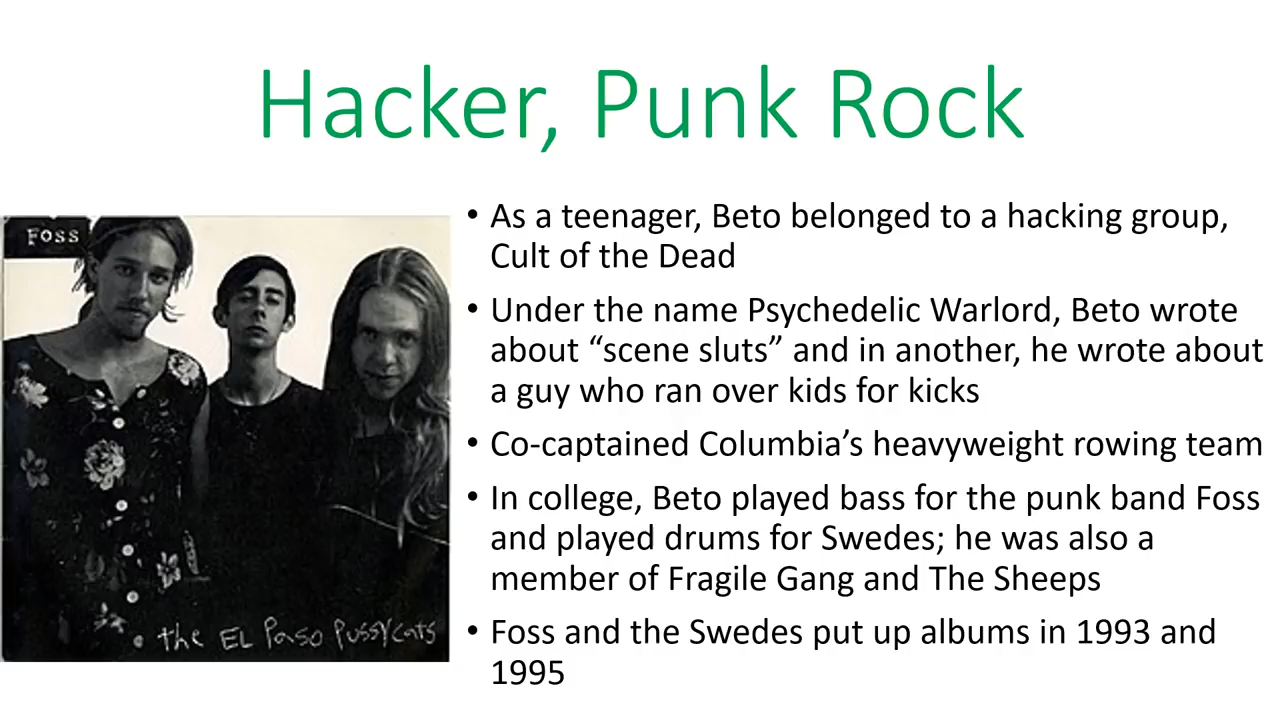 Hacker, Punk Rock
FOSS
the EL Paso PussyCats
• As a teenager, Beto belonged to a hacking group,
Cult of the Dead
• Under the name Psychedelic Warlord, Beto wrote
about “scene sluts” and in another, he wrote about
a guy who ran over kids for kicks
• Co-captained Columbia’s heavyweight rowing team
• In college, Beto played bass for the punk band Foss
and played drums for Swedes; he was also a
member of Fragile Gang and The Sheeps
• Foss and the Swedes put up albums in 1993 and
1995